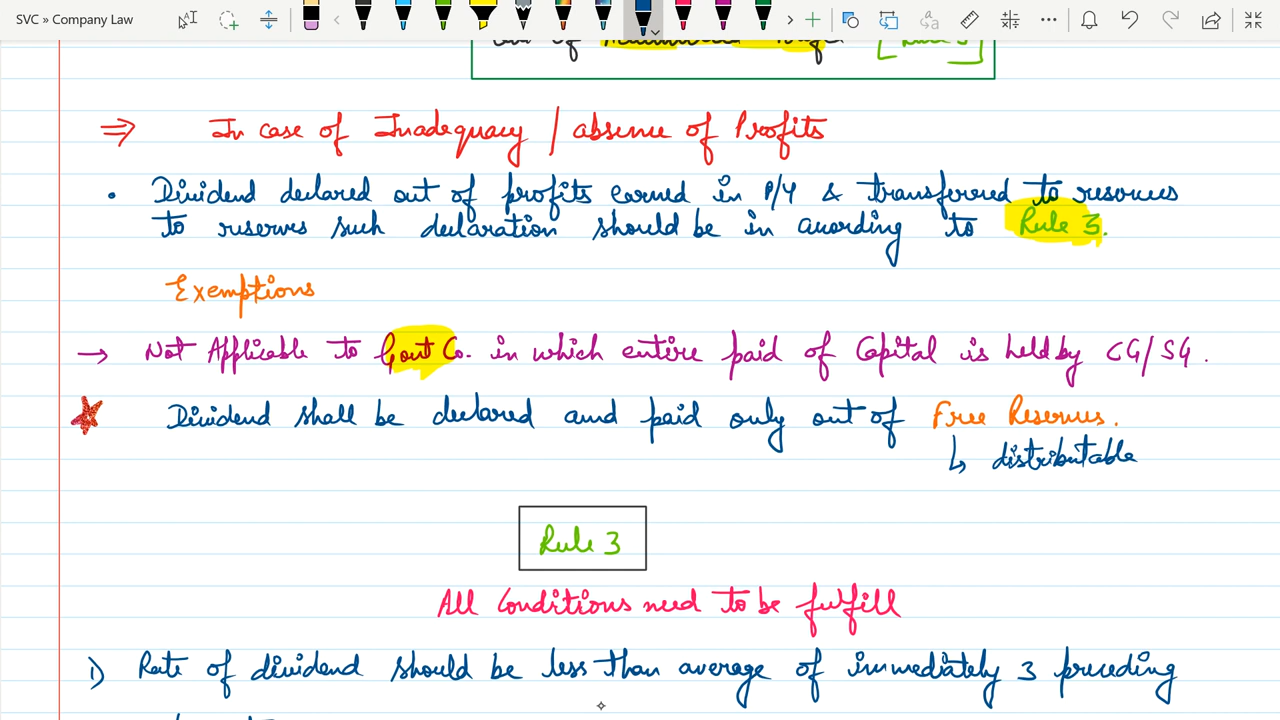 SVC » Company Law
⇒ In case of Inadequacy / absence of Profits
• Dividend declared out of profits earned in P/Y & transferred to reserves
to reserves such declaration should be in according to Rule 3.
Exemptions
→ Not Applicable to Govt Co. in which entire paid of Capital is held by CG/SG.
Dividend shall be declared and paid only out of Free Reserves.
↳ distributable
Rule 3
All Conditions need to be fulfill
1) Rate of dividend should be less than average of immediately 3 preceding